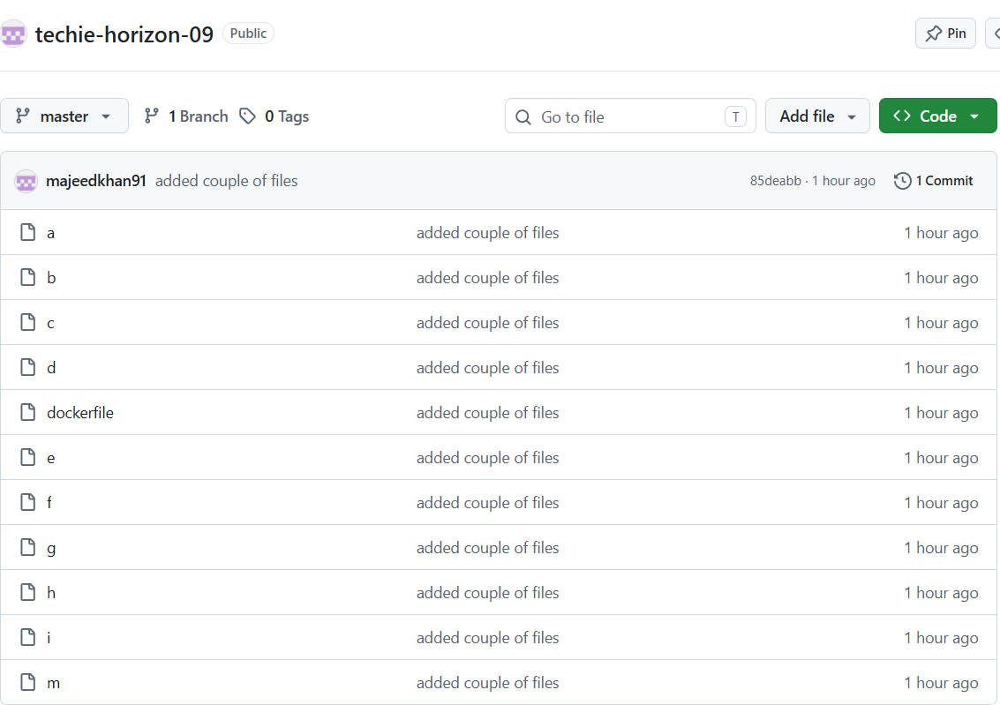 techie-horizon-09 Public Pin
master 1 Branch 0 Tags Go to file T Add file Code
majeedkhan91 added couple of files 85deabb · 1 hour ago 1 Commit
a added couple of files 1 hour ago
b added couple of files 1 hour ago
c added couple of files 1 hour ago
d added couple of files 1 hour ago
dockerfile added couple of files 1 hour ago
e added couple of files 1 hour ago
f added couple of files 1 hour ago
g added couple of files 1 hour ago
h added couple of files 1 hour ago
i added couple of files 1 hour ago
m added couple of files 1 hour ago